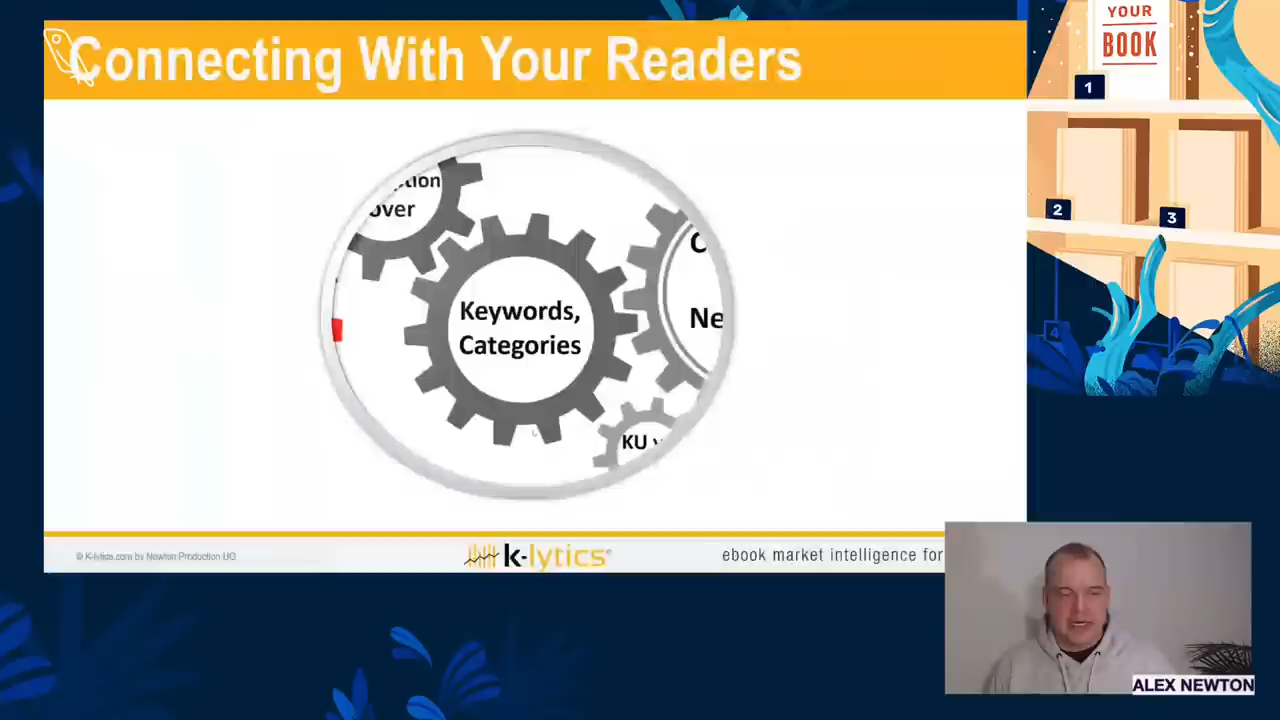 Connecting With Your Readers
over
Keywords,
Categories
Ne
KU
© K-lytics.com by Newton Production UG
k-lytics
ebook market intelligence for
YOUR
BOOK
1
2
3
4
ALEX NEWTON